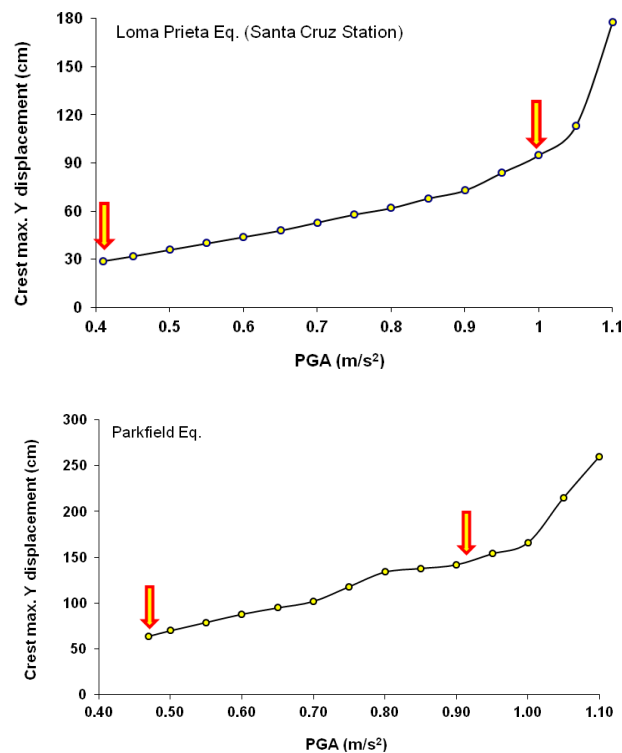 Loma Prieta Eq. (Santa Cruz Station)
Crest max. Y displacement (cm)
180
150
120
90
60
30
0
0.4 0.5 0.6 0.7 0.8 0.9 1 1.1
PGA (m/s²)
Parkfield Eq.
Crest max. Y displacement (cm)
300
250
200
150
100
50
0
0.40 0.50 0.60 0.70 0.80 0.90 1.00 1.10
PGA (m/s²)